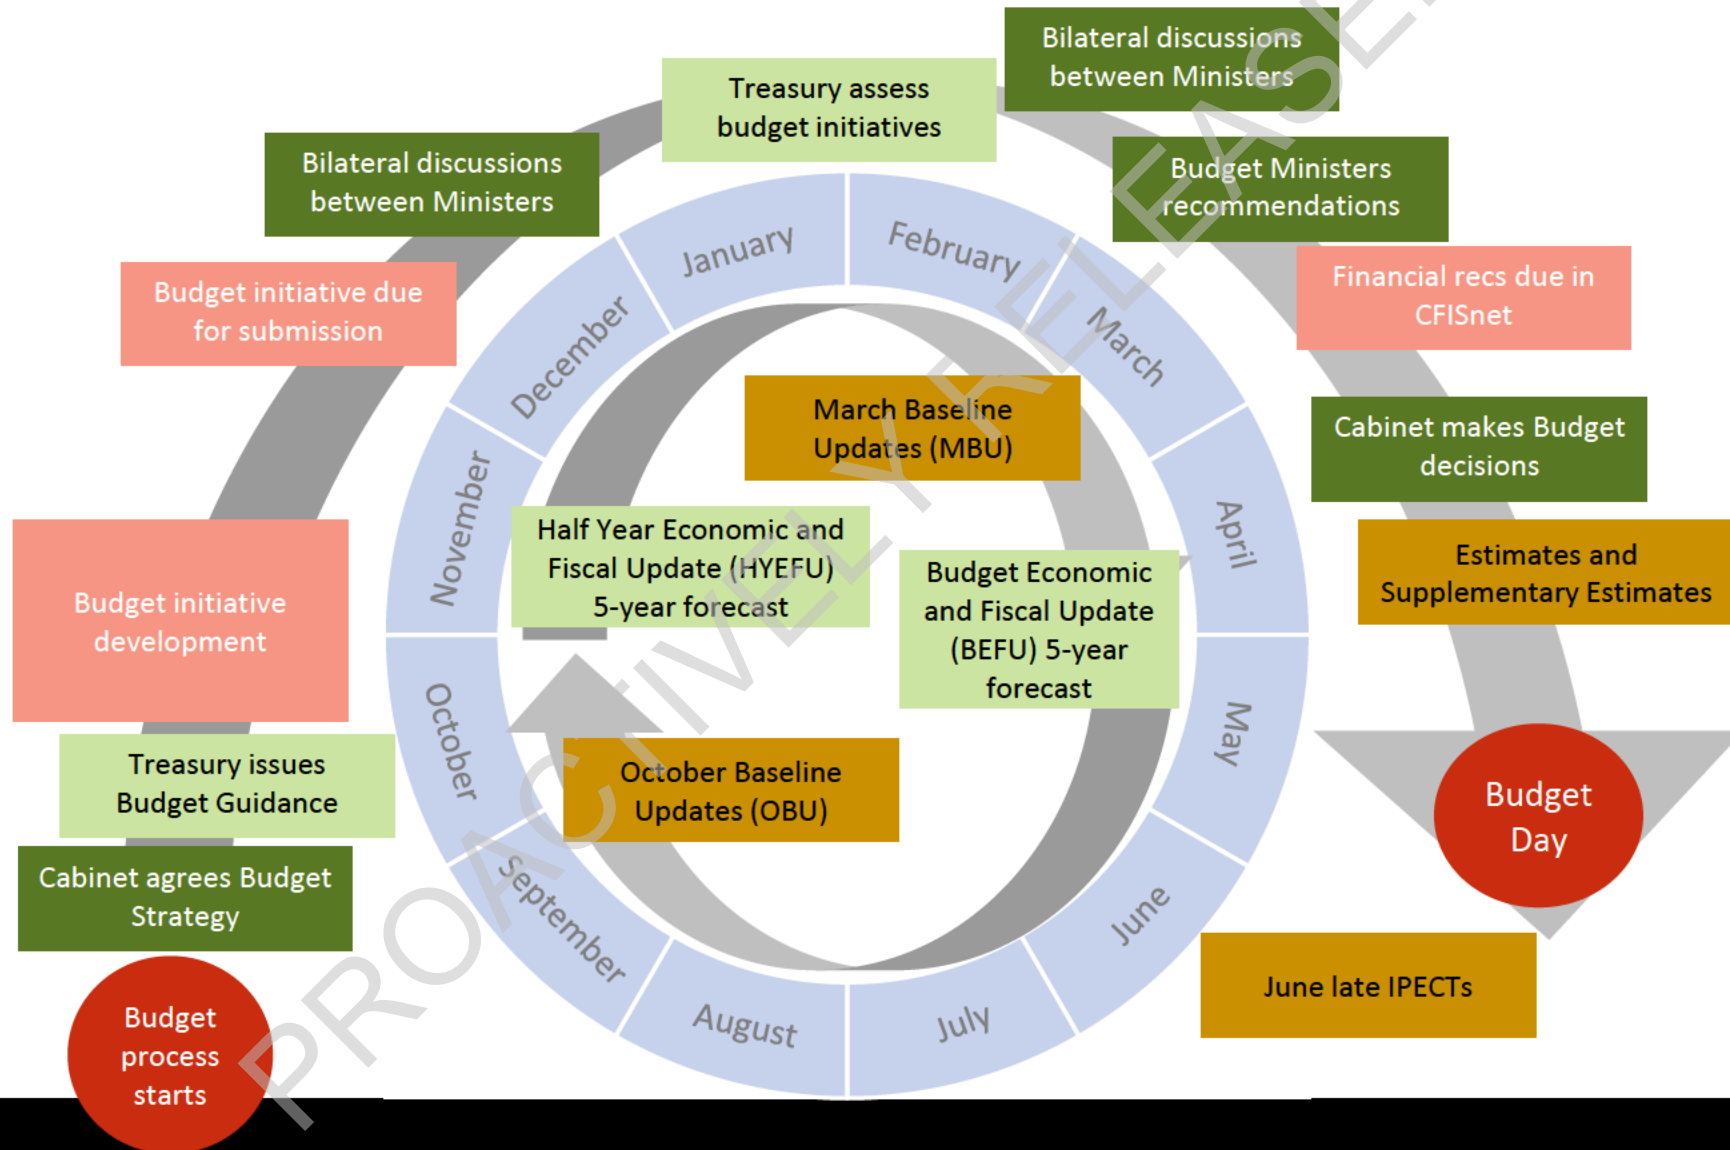 Bilateral discussions
between Ministers
Treasury assess
budget initiatives
Bilateral discussions
between Ministers
Budget Ministers
recommendations
Budget initiative due
for submission
Financial recs due in
CFISnet
January
February
December
March
March Baseline
Updates (MBU)
Cabinet makes Budget
decisions
November
April
Half Year Economic and
Fiscal Update (HYEFU)
5-year forecast
Budget Economic
and Fiscal Update
(BEFU) 5-year
forecast
Estimates and
Supplementary Estimates
Budget initiative
development
October
May
Treasury issues
Budget Guidance
October Baseline
Updates (OBU)
Budget
Day
Cabinet agrees Budget
Strategy
September
June
August
July
June late IPECTs
Budget
process
starts
PROACTIVELY RELEASE